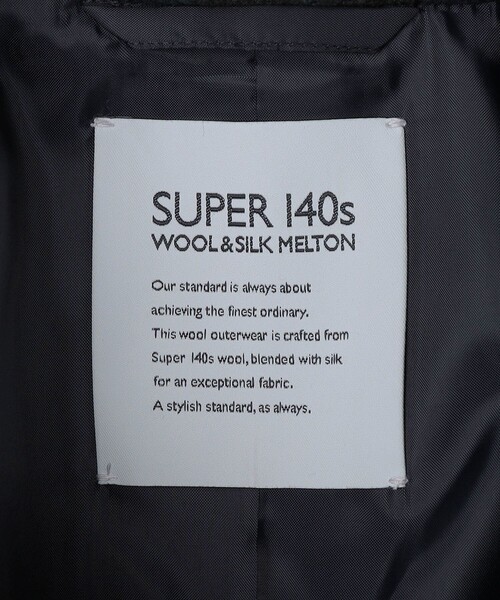 SUPER 140s
WOOL&SILK MELTON
Our standard is always about
achieving the finest ordinary.
This wool outerwear is crafted from
Super 140s wool, blended with silk
for an exceptional fabric.
A stylish standard, as always.